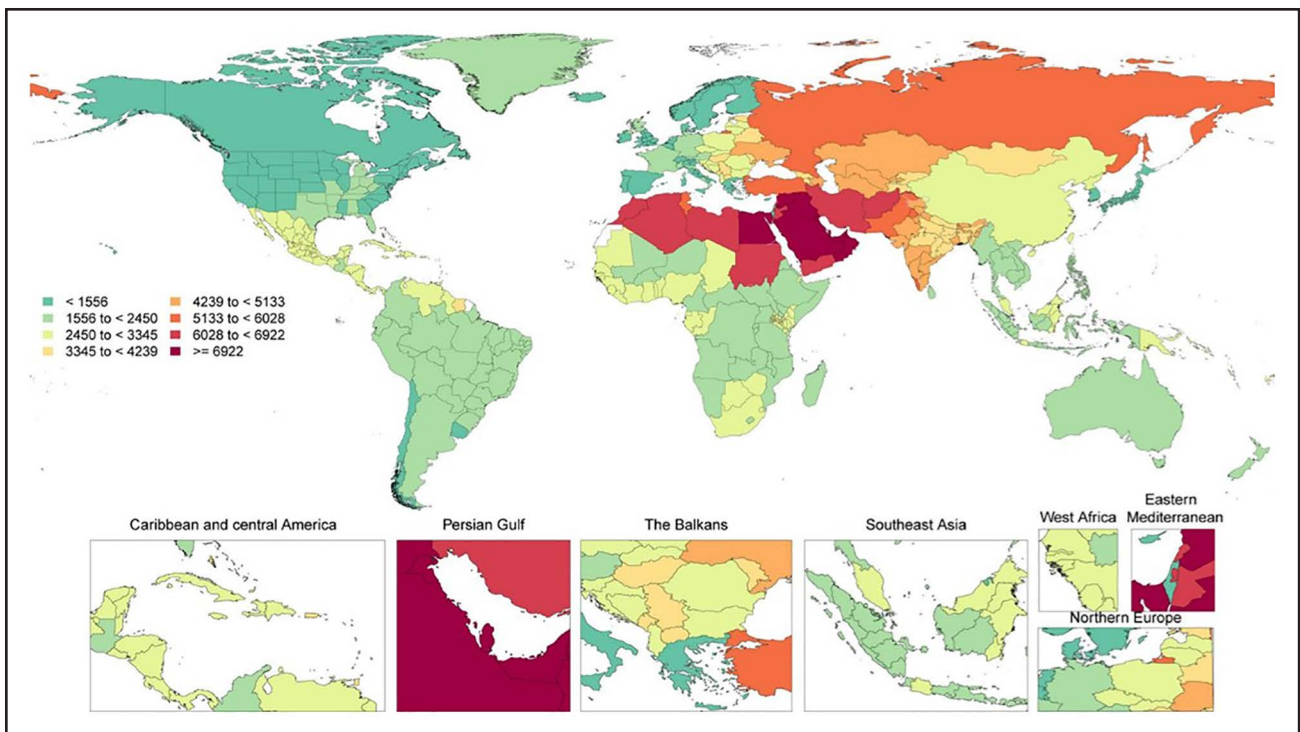 < 1556
1556 to < 2450
2450 to < 3345
3345 to < 4239
4239 to < 5133
5133 to < 6028
6028 to < 6922
>= 6922
Caribbean and central America
Persian Gulf
The Balkans
Southeast Asia
West Africa
Eastern
Mediterranean
Northern Europe